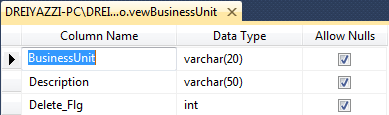 DREIYAZZI-PC\DREI...o.vewBusinessUnit
Column Name Data Type Allow Nulls
BusinessUnit varchar(20)
Description varchar(50)
Delete_Flg int